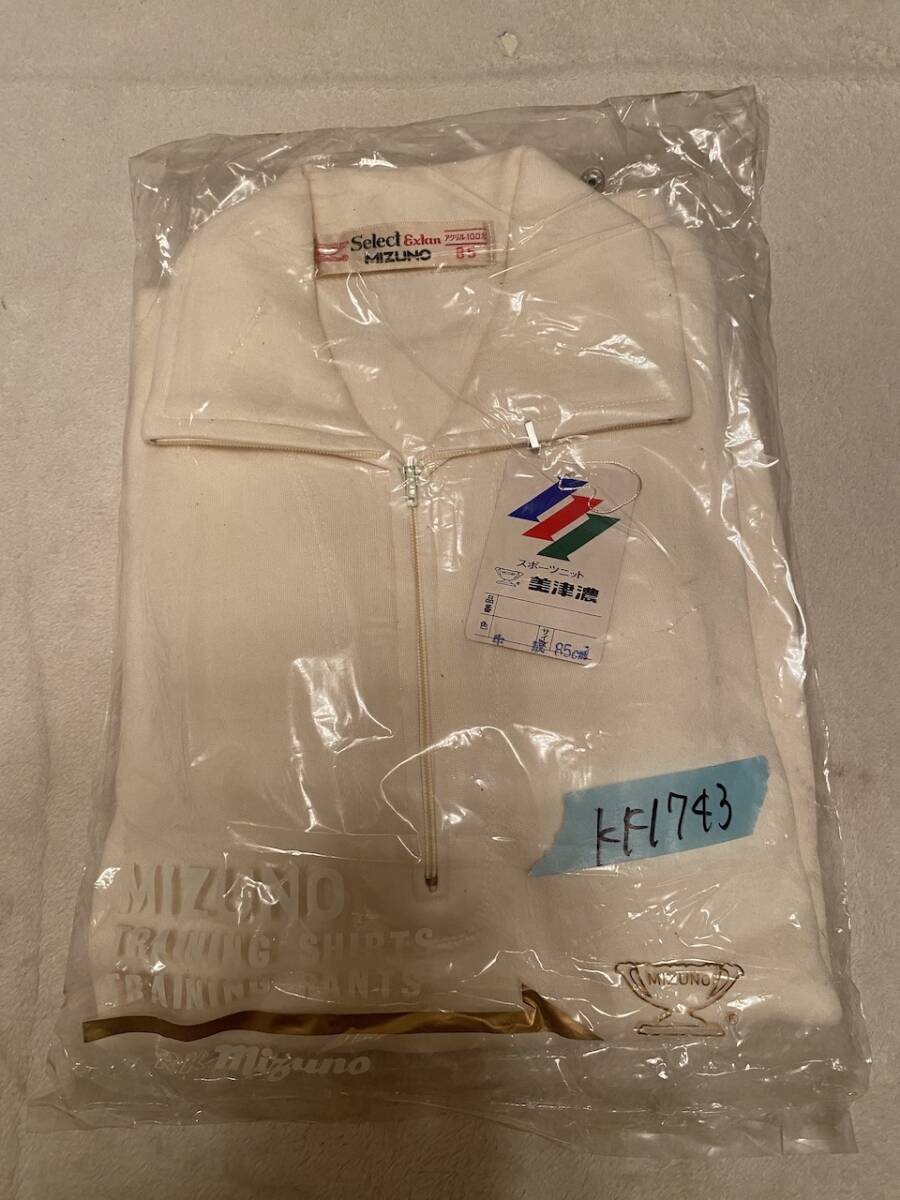 Select Exlan アクリル100%
MIZUNO 85
スポーツニット
美津濃
品番
色 サイズ 85cm
KF1743
MIZUNO
TRAINING SHIRTS
TRAINING PANTS
MIZUNO
®
Mizuno